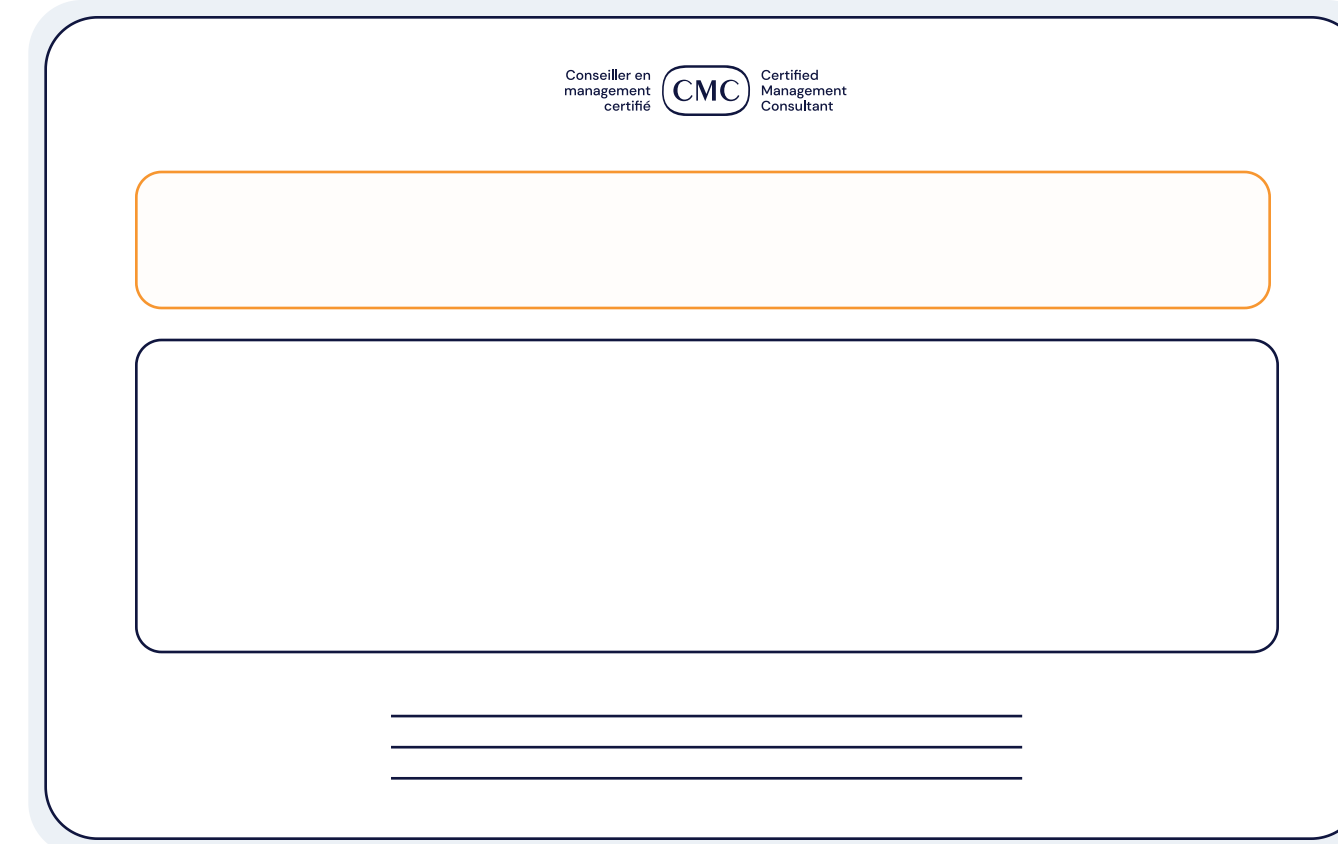 Conseiller en
management
certifié
CMC
Certified
Management
Consultant